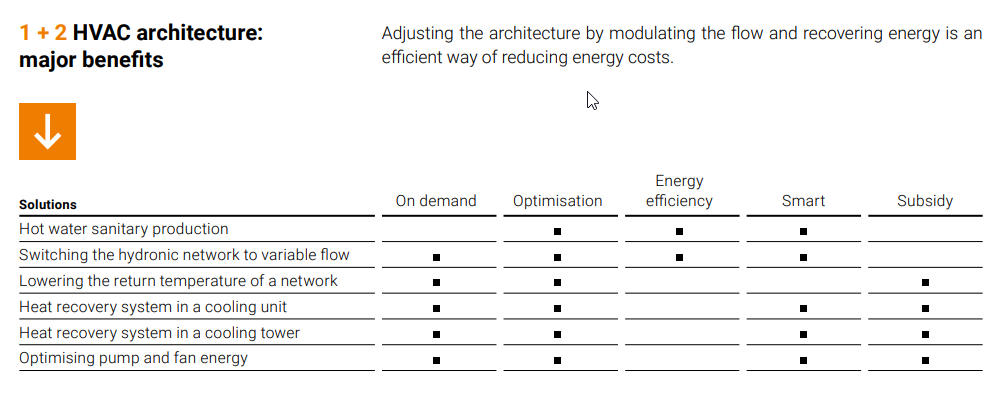 1 + 2 HVAC architecture:
major benefits
Adjusting the architecture by modulating the flow and recovering energy is an
efficient way of reducing energy costs.
Solutions On demand Optimisation Energy efficiency Smart Subsidy
Hot water sanitary production ■ ■ ■
Switching the hydronic network to variable flow ■ ■ ■ ■
Lowering the return temperature of a network ■ ■ ■
Heat recovery system in a cooling unit ■ ■ ■ ■
Heat recovery system in a cooling tower ■ ■ ■ ■
Optimising pump and fan energy ■ ■ ■ ■